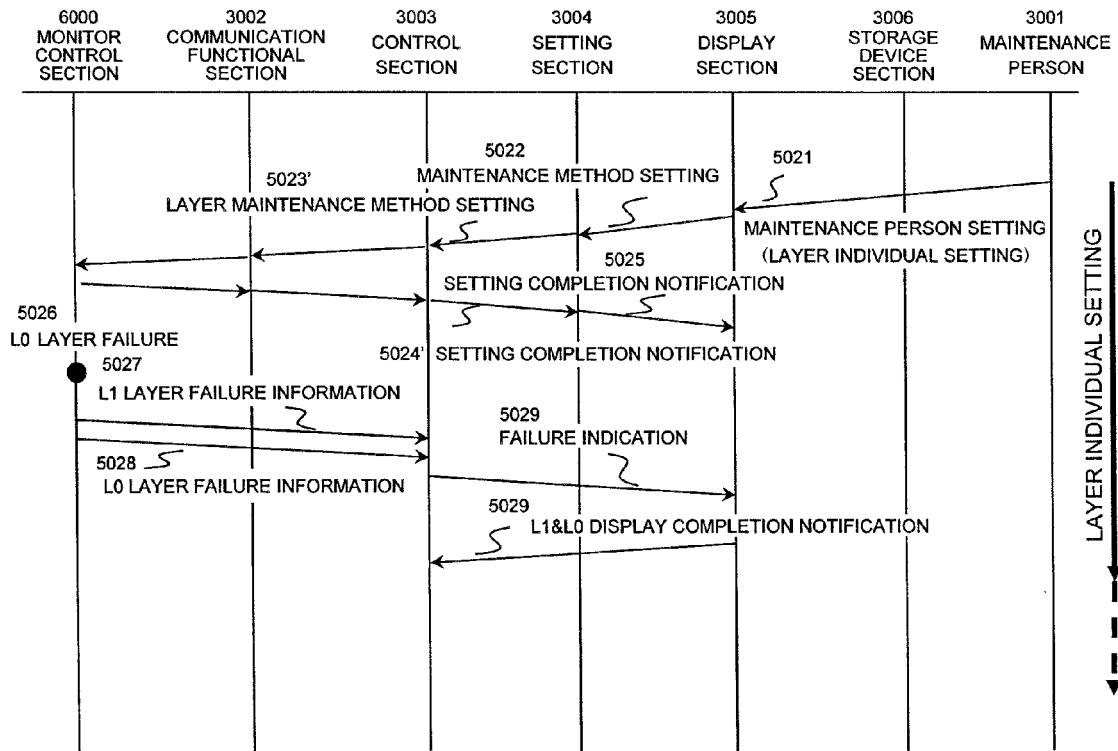 6000
MONITOR
CONTROL
SECTION
3002
COMMUNICATION
FUNCTIONAL
SECTION
3003
CONTROL
SECTION
3004
SETTING
SECTION
3005
DISPLAY
SECTION
3006
STORAGE
DEVICE
SECTION
3001
MAINTENANCE
PERSON
5022
MAINTENANCE METHOD SETTING
5021
5023'
LAYER MAINTENANCE METHOD SETTING
MAINTENANCE PERSON SETTING
(LAYER INDIVIDUAL SETTING)
5025
SETTING COMPLETION NOTIFICATION
5026
L0 LAYER FAILURE
5024' SETTING COMPLETION NOTIFICATION
5027
L1 LAYER FAILURE INFORMATION
5029
FAILURE INDICATION
5028
L0 LAYER FAILURE INFORMATION
5029
L1&L0 DISPLAY COMPLETION NOTIFICATION
LAYER INDIVIDUAL SETTING